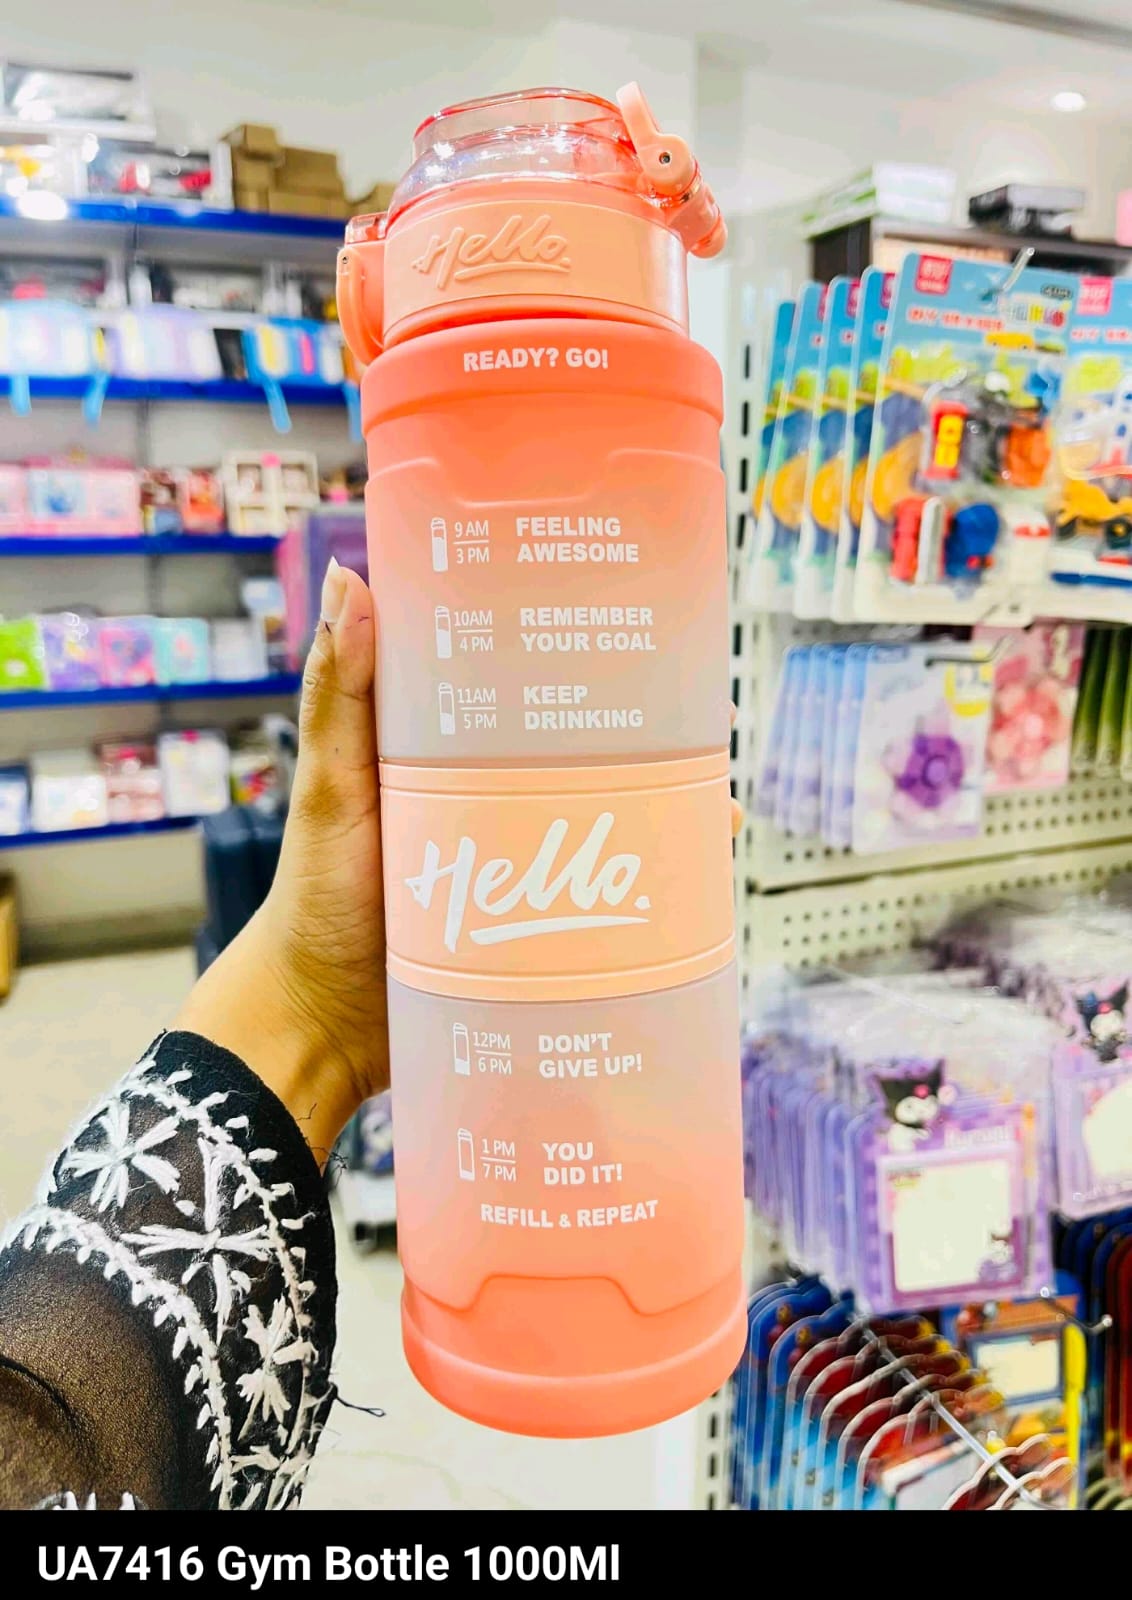 Hello.
READY? GO!
9 AM
3 PM
FEELING
AWESOME
10AM
4 PM
REMEMBER
YOUR GOAL
11AM
5 PM
KEEP
DRINKING
Hello.
12PM
6 PM
DON'T
GIVE UP!
1 PM
7 PM
YOU
DID IT!
REFILL & REPEAT
UA7416 Gym Bottle 1000Ml